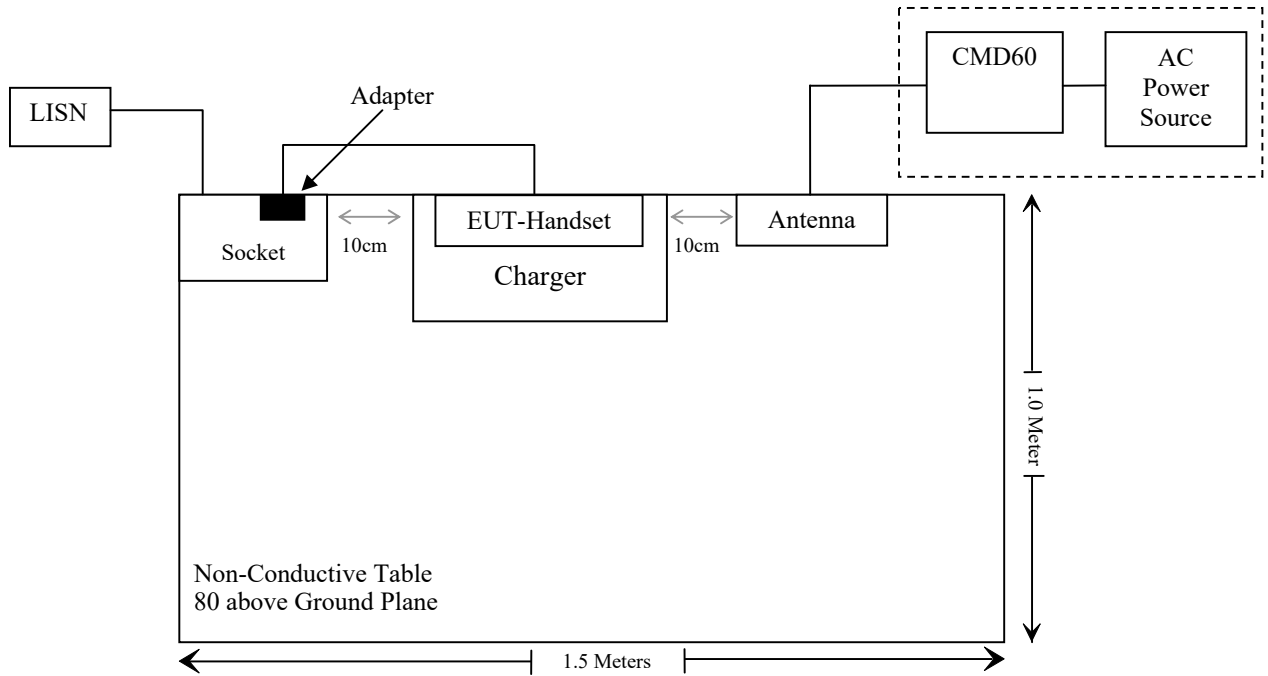 CMD60
AC
Power
Source
LISN
Adapter
EUT-Handset
Antenna
Socket
10cm
10cm
Charger
1.0 Meter
Non-Conductive Table
80 above Ground Plane
1.5 Meters